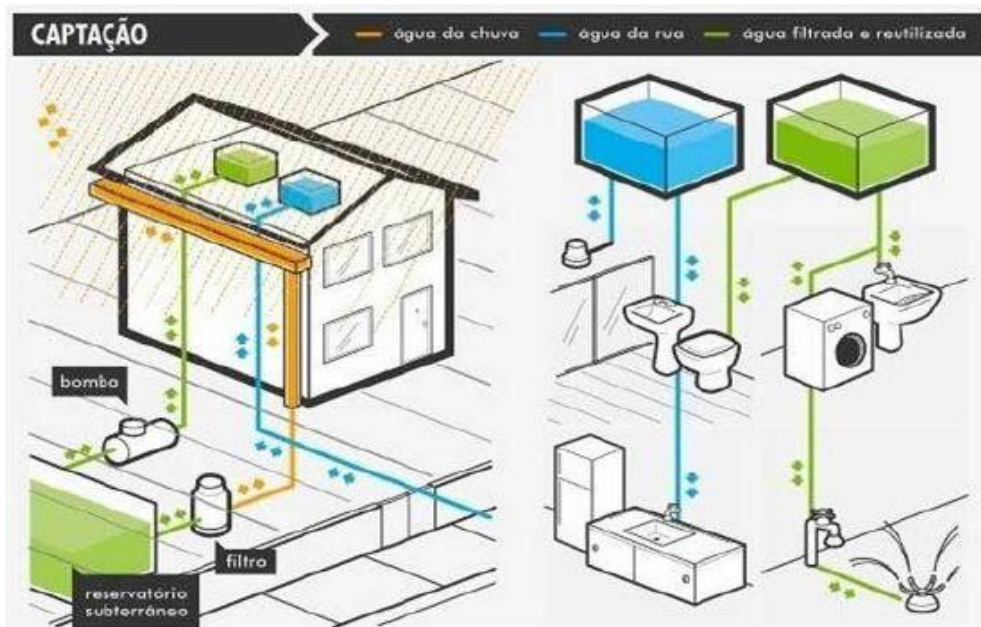 CAPTAÇÃO
água da chuva
água da rua
água filtrada e reutilizada
bomba
filtro
reservatório
subterrâneo